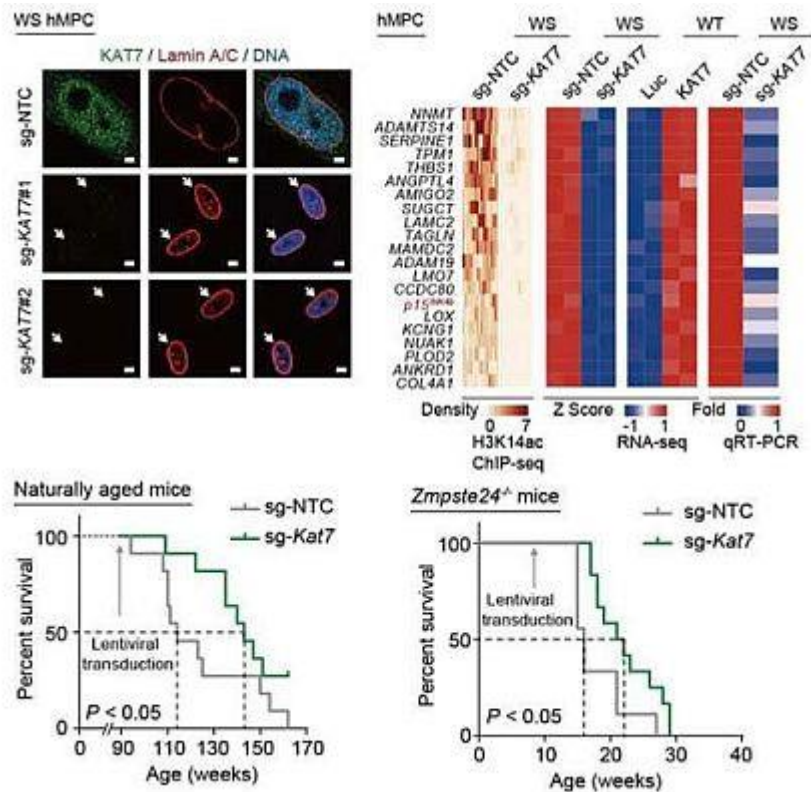 WS hMPC
KAT7 / Lamin A/C / DNA
sg-NTC
sg-KAT7#1
sg-KAT7#2
hMPC
WS WS WT WS
sg-NTC sg-KAT7 sg-NTC sg-KAT7 Luc KAT7 sg-NTC sg-KAT7
NNMT
ADAMTS14
SERPINE1
TPM1
THBS1
ANGPTL4
AMIGO2
SUGCT
LAMC2
TAGLN
MAMDC2
ADAM19
LMO7
CCDC80
p15
LOX
KCNG1
NUAK1
PLOD2
ANKRD1
COL4A1
Density Z Score Fold
0 7 -1 1 0 1
H3K14ac RNA-seq qRT-PCR
ChIP-seq
Naturally aged mice
sg-NTC
sg-Kat7
Percent survival
100
50
0
Lentiviral
transduction
P < 0.05
0 90 110 130 150 170
Age (weeks)
Zmpste24-/- mice
sg-NTC
sg-Kat7
Percent survival
100
50
0
Lentiviral
transduction
P < 0.05
0 10 20 30 40
Age (weeks)